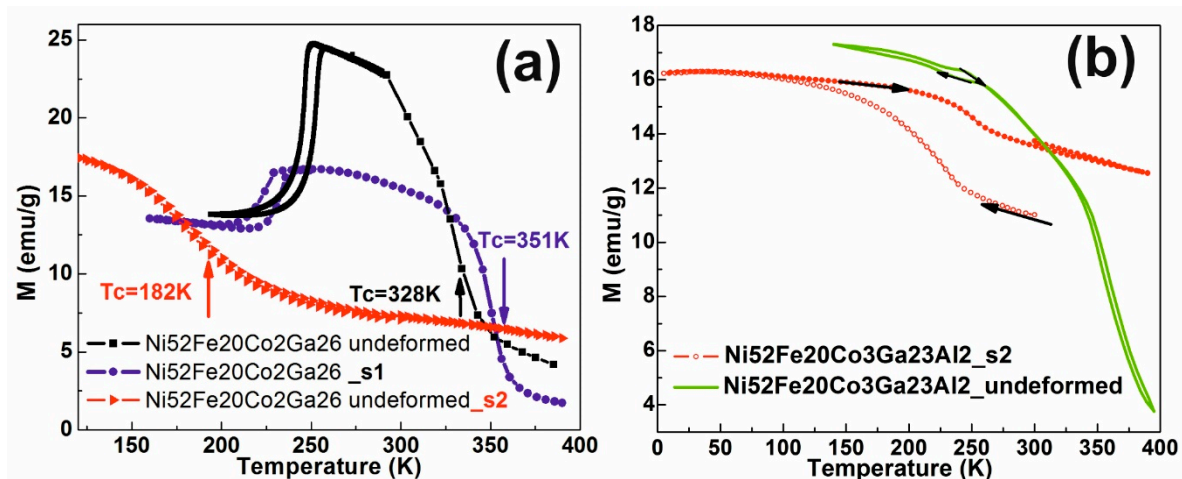 (a)
M (emu/g)
25
20
15
10
5
0
Tc=351K
Tc=182K
Tc=328K
Ni52Fe20Co2Ga26 undeformed
Ni52Fe20Co2Ga26 _s1
Ni52Fe20Co2Ga26 undeformed_s2
150 200 250 300 350 400
Temperature (K)
(b)
M (emu/g)
18
16
14
12
10
8
6
4
Ni52Fe20Co3Ga23Al2_s2
Ni52Fe20Co3Ga23Al2_undeformed
0 50 100 150 200 250 300 350 400
Temperature (K)